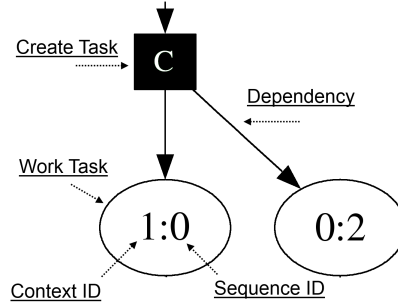 Create Task
C
Dependency
Work Task
1:0
0:2
Context ID
Sequence ID